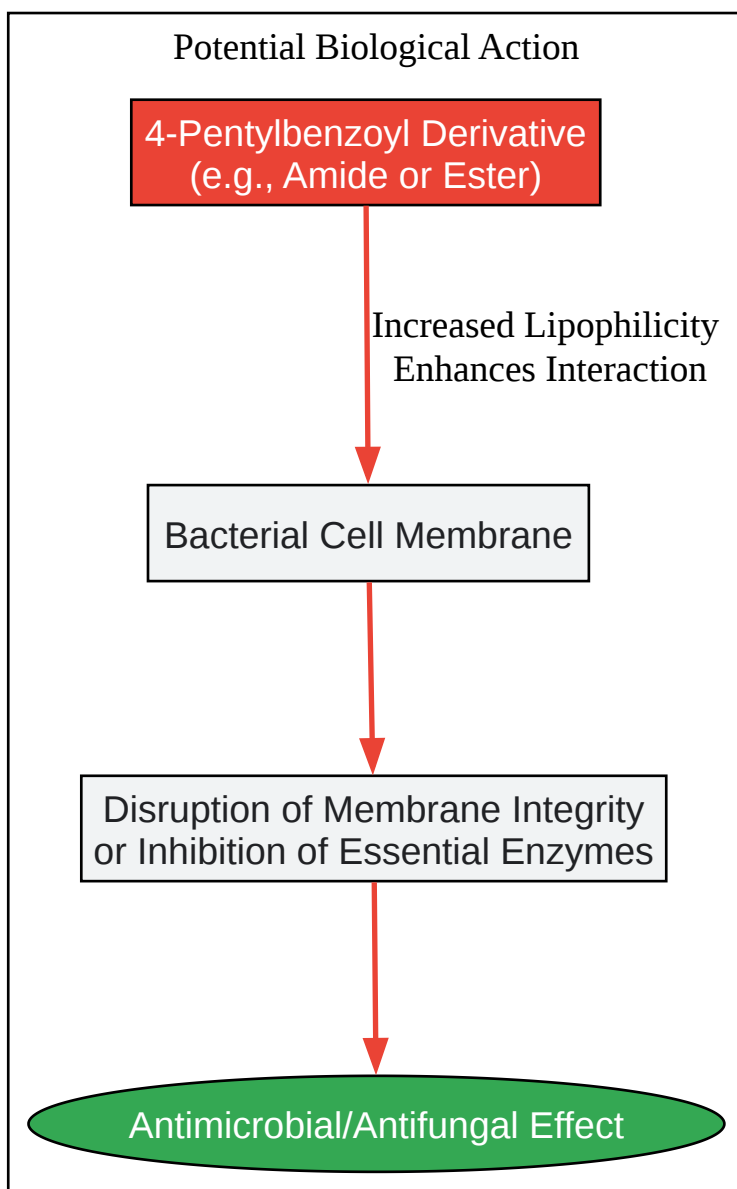 Potential Biological Action
4-Pentylbenzoyl Derivative
(e.g., Amide or Ester)
Increased Lipophilicity
Enhances Interaction
Bacterial Cell Membrane
Disruption of Membrane Integrity
or Inhibition of Essential Enzymes
Antimicrobial/Antifungal Effect